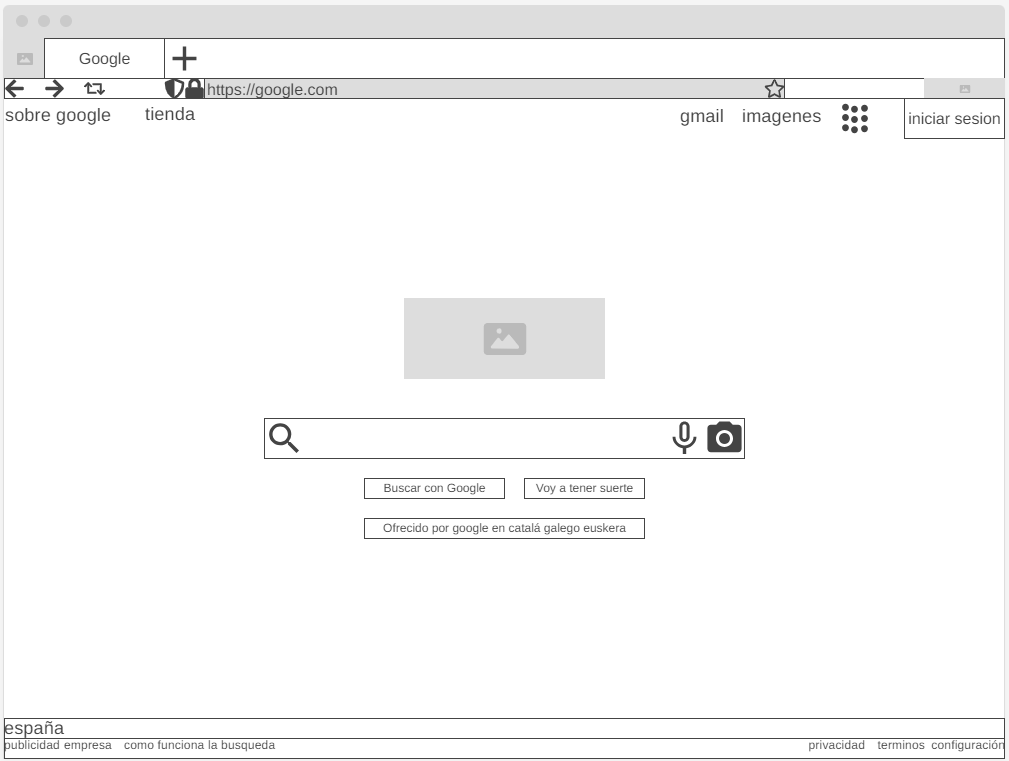 Google
https://google.com
sobre google tienda gmail imagenes iniciar sesion
Buscar con Google Voy a tener suerte
Ofrecido por google en catalá galego euskera
españa
publicidad empresa como funciona la busqueda privacidad terminos configuración